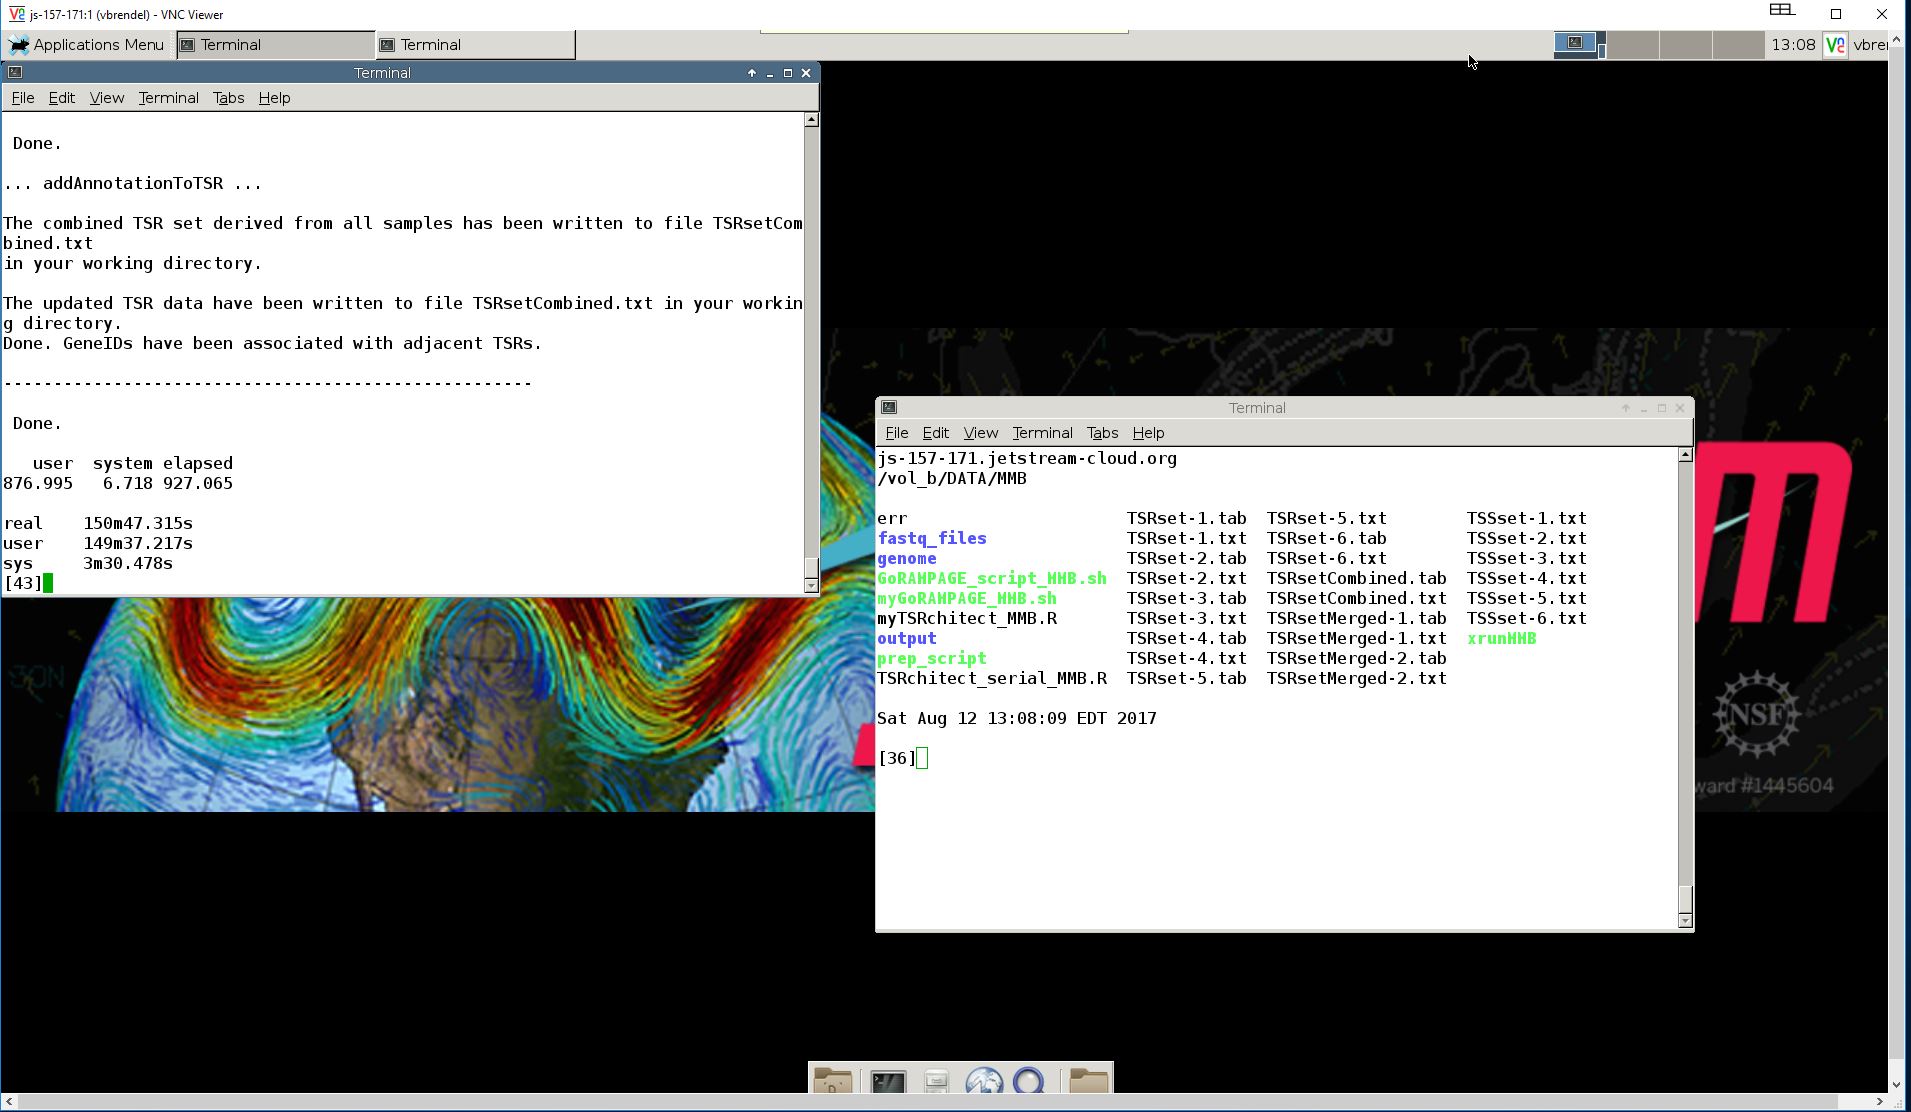 js-157-171:1 (vbrendel) - VNC Viewer
Applications Menu Terminal Terminal 13:08 vbre
Terminal
File Edit View Terminal Tabs Help
Done.
... addAnnotationToTSR ...
The combined TSR set derived from all samples has been written to file TSRsetCom
bined.txt
in your working directory.
The updated TSR data have been written to file TSRsetCombined.txt in your workin
g directory.
Done. GeneIDs have been associated with adjacent TSRs.
-----------------------------------------------------
Done.
user system elapsed
876.995 6.718 927.065
real 150m47.315s
user 149m37.217s
sys 3m30.478s
[43]
Terminal
File Edit View Terminal Tabs Help
js-157-171.jetstream-cloud.org
/vol_b/DATA/MMB
err TSRset-1.tab TSRset-5.txt TSSset-1.txt
fastq_files TSRset-1.txt TSRset-6.tab TSSset-2.txt
genome TSRset-2.tab TSRset-6.txt TSSset-3.txt
GoRAMPAGE_script_MMB.sh TSRset-2.txt TSRsetCombined.tab TSSset-4.txt
myGoRAMPAGE_MMB.sh TSRset-3.tab TSRsetCombined.txt TSSset-5.txt
myTSRchitect_MMB.R TSRset-3.txt TSRsetMerged-1.tab TSSset-6.txt
output TSRset-4.tab TSRsetMerged-1.txt xrunMMB
prep_script TSRset-4.txt TSRsetMerged-2.tab
TSRchitect_serial_MMB.R TSRset-5.tab TSRsetMerged-2.txt
Sat Aug 12 13:08:09 EDT 2017
[36]
30N
NSF
ward #1445604